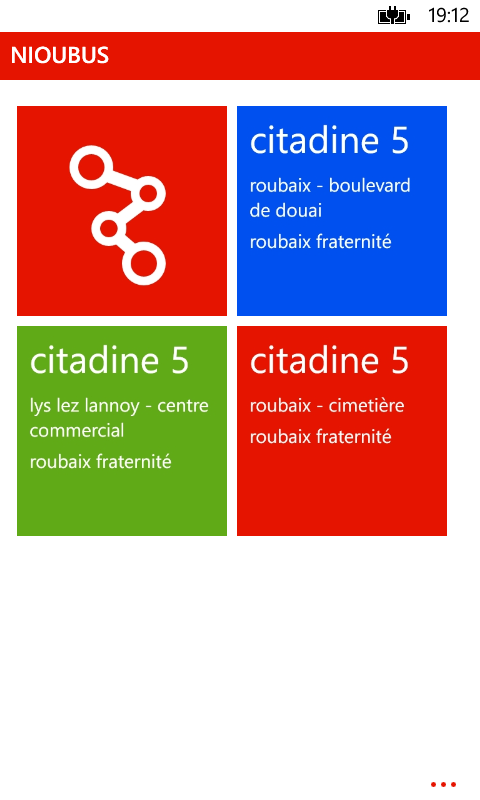 19:12
NIOUBUS
citadine 5
roubaix - boulevard
de douai
roubaix fraternité
citadine 5
lys lez lannoy - centre
commercial
roubaix fraternité
citadine 5
roubaix - cimetière
roubaix fraternité